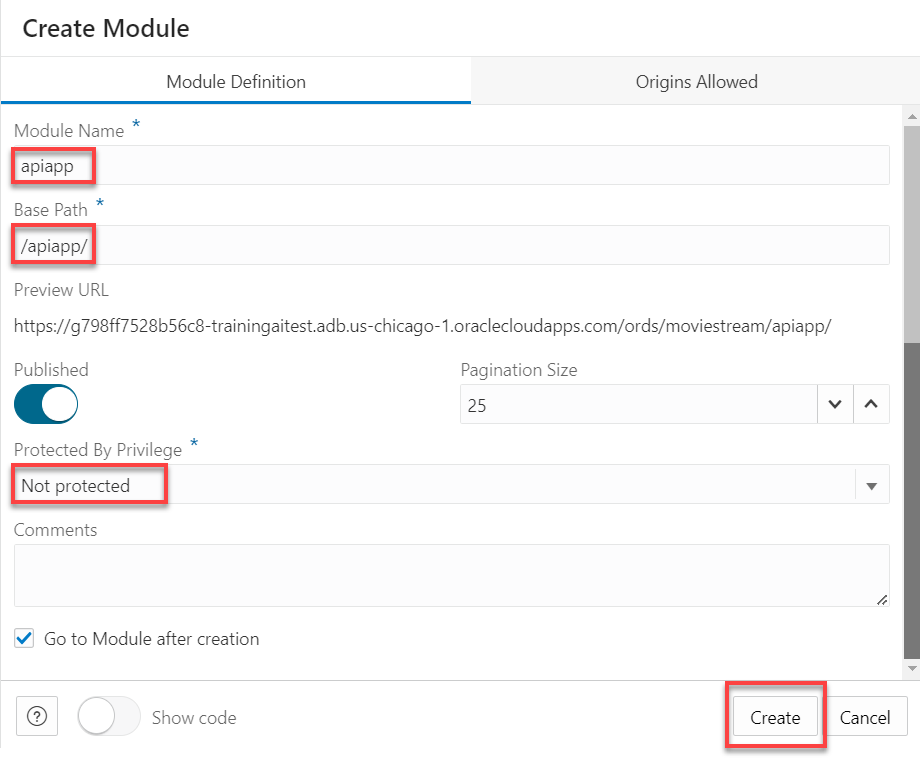 Create Module
Module Definition
Origins Allowed
Module Name *
apiapp
Base Path *
/apiapp/
Preview URL
https://g798ff7528b56c8-trainingaitest.adb.us-chicago-1.oraclecloudapps.com/ords/moviestream/apiapp/
Published
Pagination Size
25
Protected By Privilege *
Not protected
Comments
Go to Module after creation
?
Show code
Create
Cancel